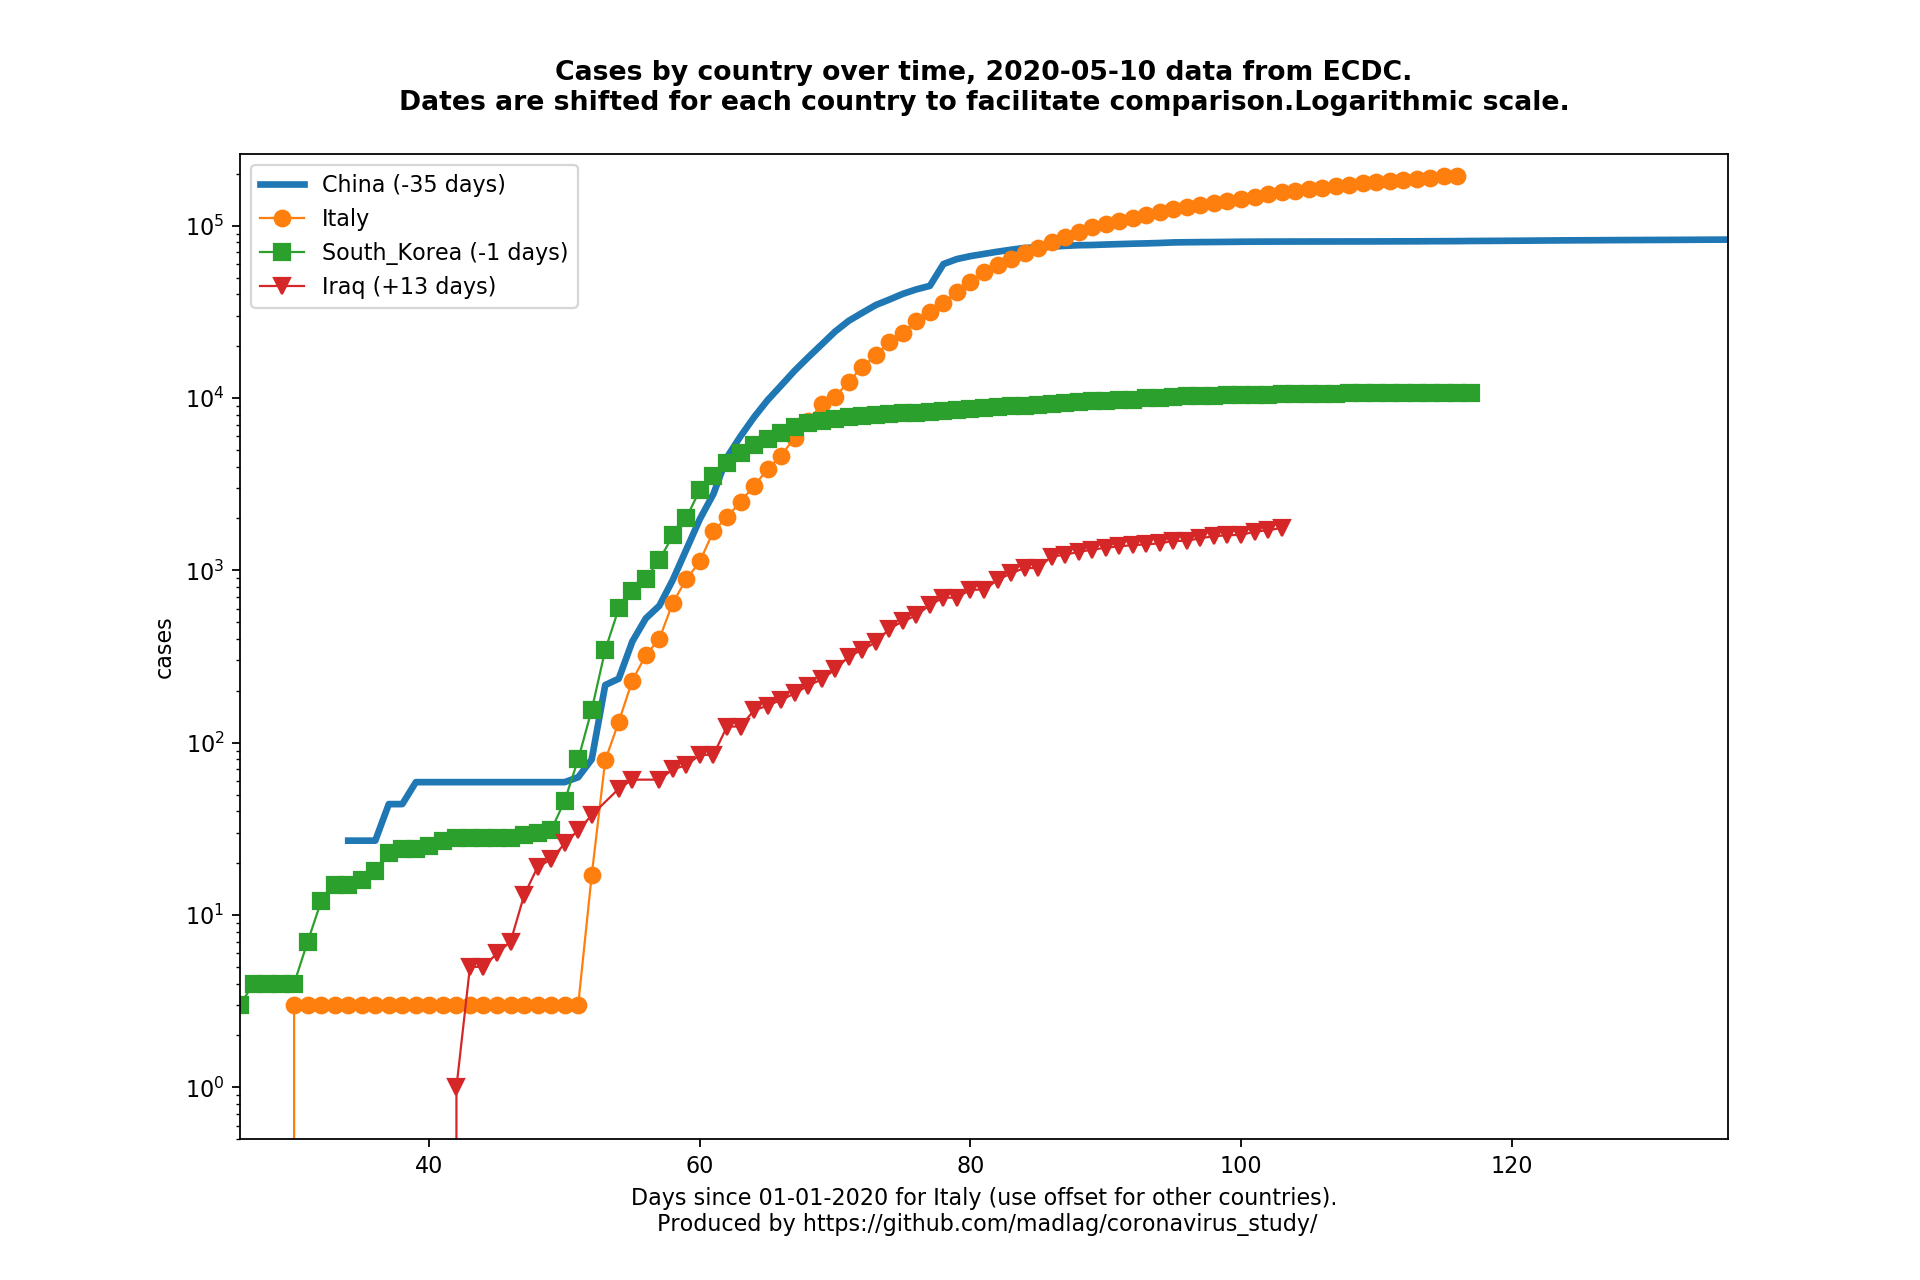 Cases by country over time, 2020-05-10 data from ECDC.
Dates are shifted for each country to facilitate comparison.Logarithmic scale.
China (-35 days)
Italy
South_Korea (-1 days)
Iraq (+13 days)
10^5
10^4
10^3
10^2
10^1
10^0
cases
40 60 80 100 120
Days since 01-01-2020 for Italy (use offset for other countries).
Produced by https://github.com/madlag/coronavirus_study/